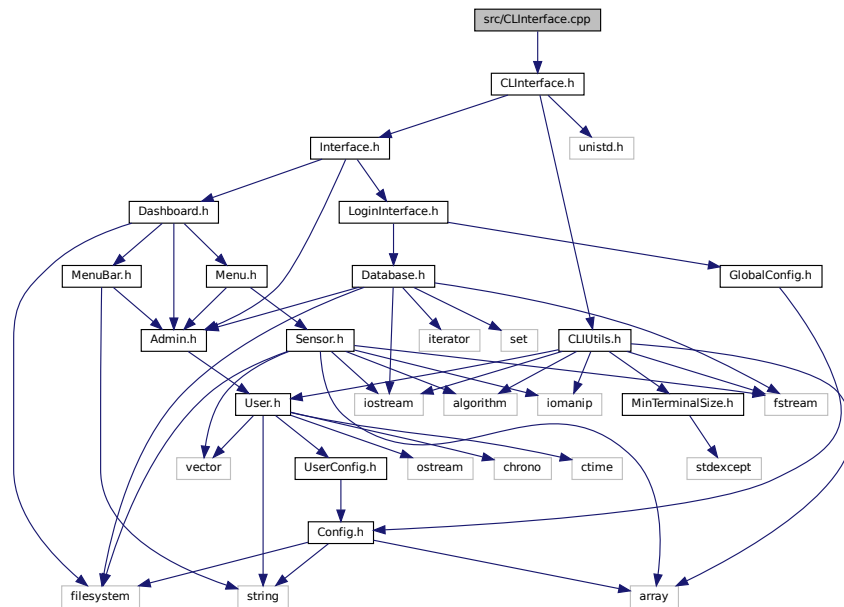 src/CLInterface.cpp
CLInterface.h
Interface.h
unistd.h
Dashboard.h
LoginInterface.h
MenuBar.h
Menu.h
Database.h
GlobalConfig.h
Admin.h
Sensor.h
iterator
set
CLIUtils.h
User.h
iostream
algorithm
iomanip
MinTerminalSize.h
fstream
vector
UserConfig.h
ostream
chrono
ctime
stdexcept
Config.h
filesystem
string
array